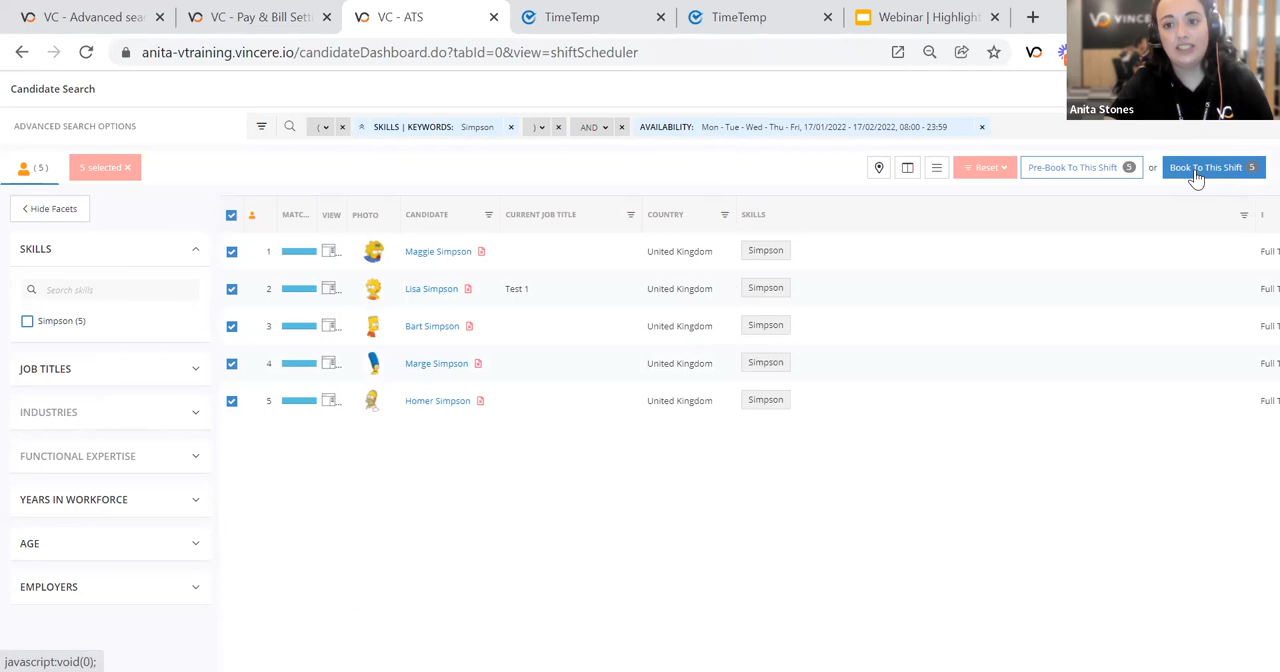 VC - Advanced sea
VC - Pay & Bill Setti
VC - ATS
TimeTemp
TimeTemp
Webinar | Highlight
anita-vtraining.vincere.io/candidateDashboard.do?tabId=0&view=shiftScheduler
VINCERE
Anita Stones
Candidate Search
ADVANCED SEARCH OPTIONS
(
SKILLS | KEYWORDS: Simpson
)
AND
AVAILABILITY: Mon - Tue - Wed - Thu - Fri, 17/01/2022 - 17/02/2022, 08:00 - 23:59
( 5 )
5 selected ×
Reset
Pre-Book To This Shift 5
or
Book To This Shift 5
Hide Facets
MATC...
VIEW
PHOTO
CANDIDATE
CURRENT JOB TITLE
COUNTRY
SKILLS
SKILLS
Search skills
Simpson (5)
JOB TITLES
INDUSTRIES
FUNCTIONAL EXPERTISE
YEARS IN WORKFORCE
AGE
EMPLOYERS
1 Maggie Simpson United Kingdom Simpson Full T
2 Lisa Simpson Test 1 United Kingdom Simpson Full T
3 Bart Simpson United Kingdom Simpson Full T
4 Marge Simpson United Kingdom Simpson Full T
5 Homer Simpson United Kingdom Simpson Full T
javascript:void(0);